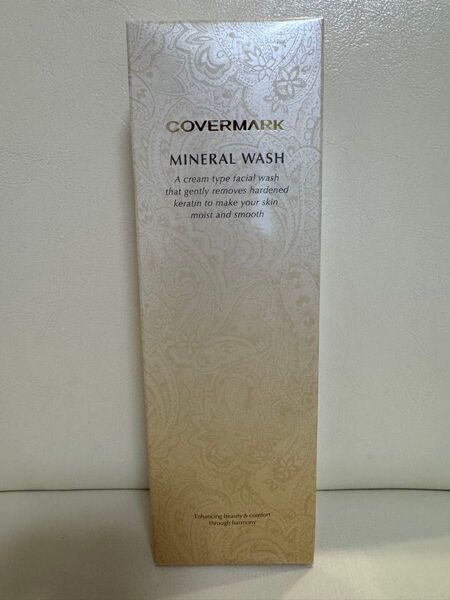 COVERMARK
MINERAL WASH
A cream type facial wash
that gently removes hardened
keratin to make your skin
moist and smooth
Enhancing beauty & comfort
through harmony